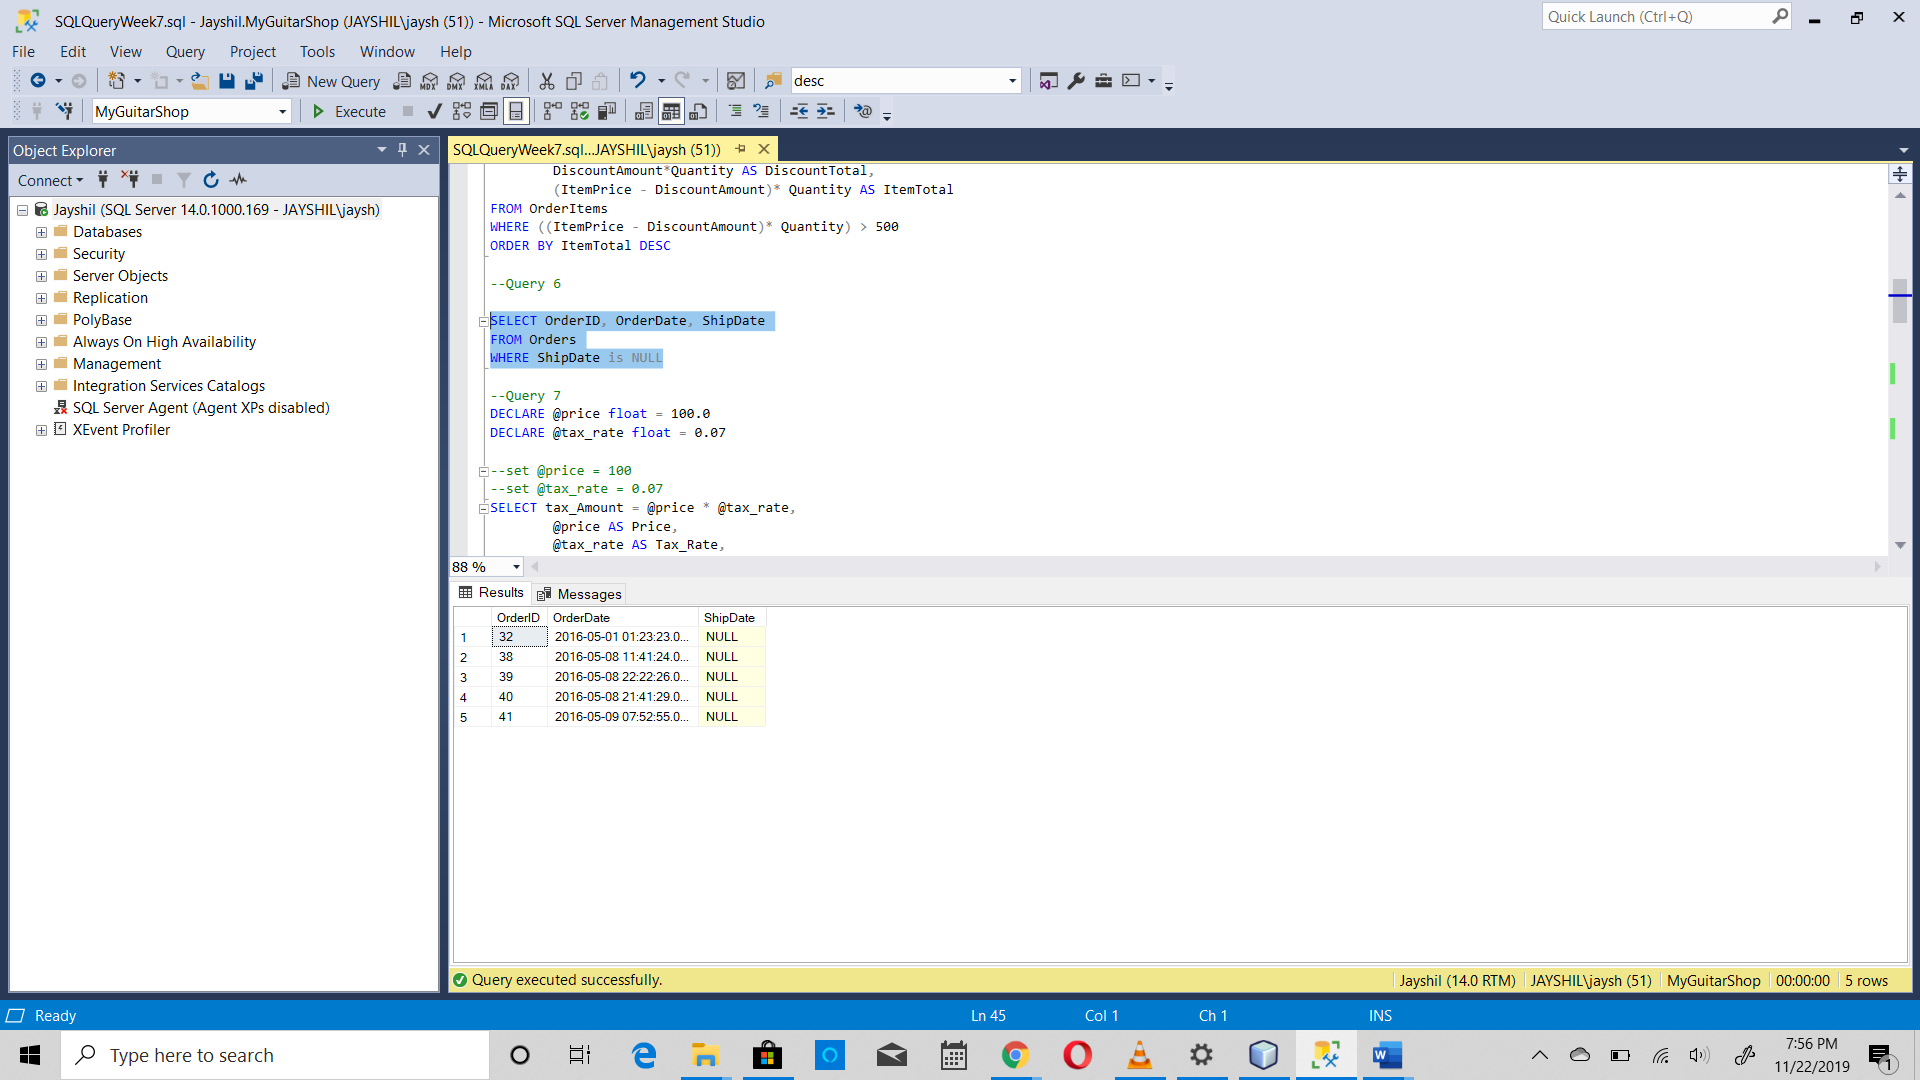 SQLQueryWeek7.sql - Jayshil.MyGuitarShop (JAYSHIL\jaysh (51)) - Microsoft SQL Server Management Studio
Quick Launch (Ctrl+Q)
File Edit View Query Project Tools Window Help
New Query MDX DMX XMLA DAX desc
MyGuitarShop Execute
Object Explorer
Connect
Jayshil (SQL Server 14.0.1000.169 - JAYSHIL\jaysh)
Databases
Security
Server Objects
Replication
PolyBase
Always On High Availability
Management
Integration Services Catalogs
SQL Server Agent (Agent XPs disabled)
XEvent Profiler
SQLQueryWeek7.sql...JAYSHIL\jaysh (51))
DiscountAmount*Quantity AS DiscountTotal,
(ItemPrice - DiscountAmount)* Quantity AS ItemTotal
FROM OrderItems
WHERE ((ItemPrice - DiscountAmount)* Quantity) > 500
ORDER BY ItemTotal DESC
--Query 6
SELECT OrderID, OrderDate, ShipDate
FROM Orders
WHERE ShipDate is NULL
--Query 7
DECLARE @price float = 100.0
DECLARE @tax_rate float = 0.07
--set @price = 100
--set @tax_rate = 0.07
SELECT tax_Amount = @price * @tax_rate,
@price AS Price,
@tax_rate AS Tax_Rate,
88 %
Results Messages
OrderID OrderDate ShipDate
1 32 2016-05-01 01:23:23.0... NULL
2 38 2016-05-08 11:41:24.0... NULL
3 39 2016-05-08 22:22:26.0... NULL
4 40 2016-05-08 21:41:29.0... NULL
5 41 2016-05-09 07:52:55.0... NULL
Query executed successfully. Jayshil (14.0 RTM) JAYSHIL\jaysh (51) MyGuitarShop 00:00:00 5 rows
Ready Ln 45 Col 1 Ch 1 INS
Type here to search
7:56 PM
11/22/2019
1